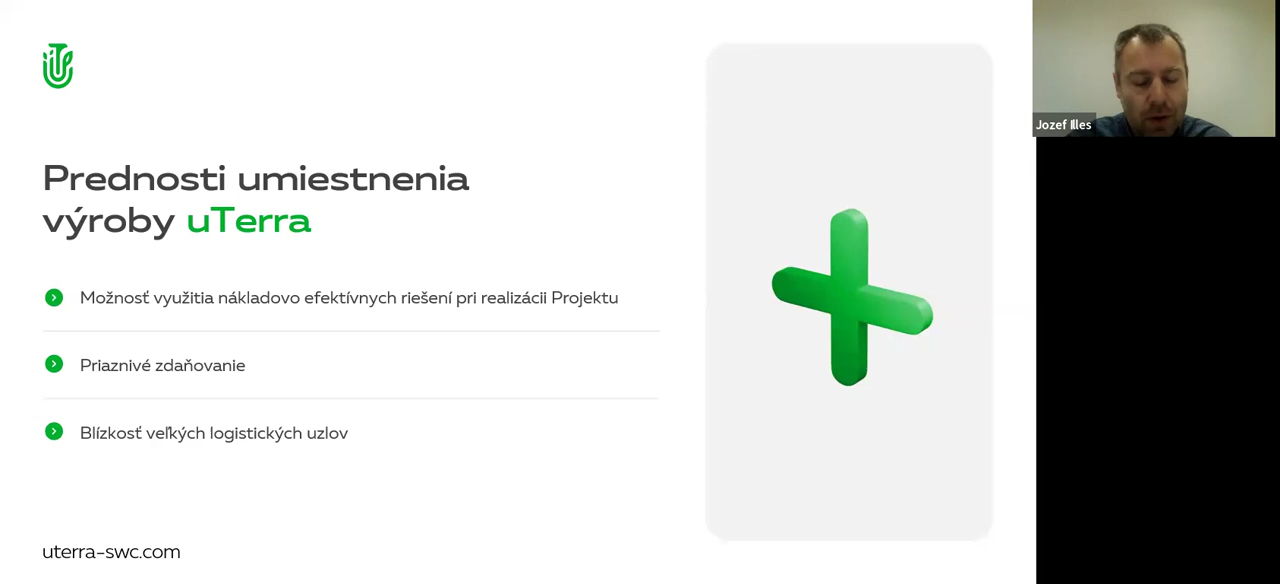 Prednosti umiestnenia
výroby uTerra
Možnosť využitia nákladovo efektívnych riešení pri realizácii Projektu
Priaznivé zdaňovanie
Blízkosť veľkých logistických uzlov
uterra-swc.com
Jozef Illes